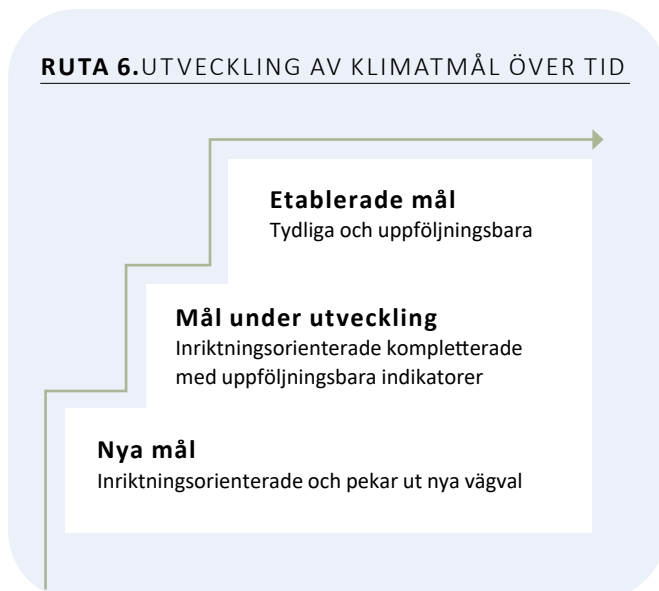 RUTA 6.UTVECKLING AV KLIMATMÅL ÖVER TID
Etablerade mål
Tydliga och uppföljningsbara
Mål under utveckling
Inriktningsorienterade kompletterade
med uppföljningsbara indikatorer
Nya mål
Inriktningsorienterade och pekar ut nya vägval